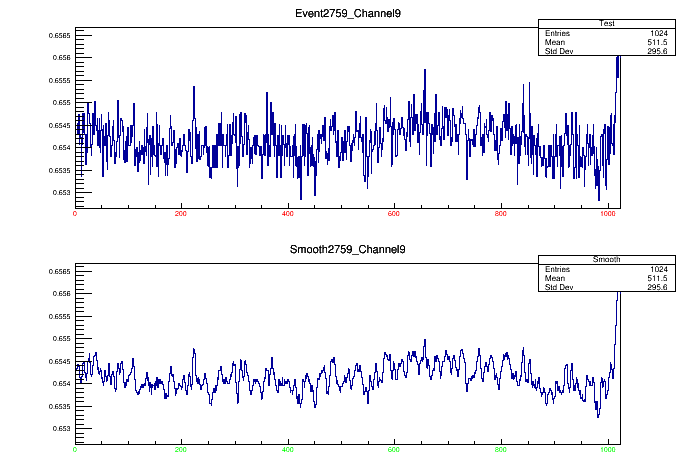 Event2759_Channel9
Test
Entries 1024
Mean 511.5
Std Dev 295.6
0.6565
0.656
0.6555
0.655
0.6545
0.654
0.6535
0.653
0 200 400 600 800 1000
Smooth2759_Channel9
Smooth
Entries 1024
Mean 511.5
Std Dev 295.6
0.6565
0.656
0.6555
0.655
0.6545
0.654
0.6535
0.653
0 200 400 600 800 1000